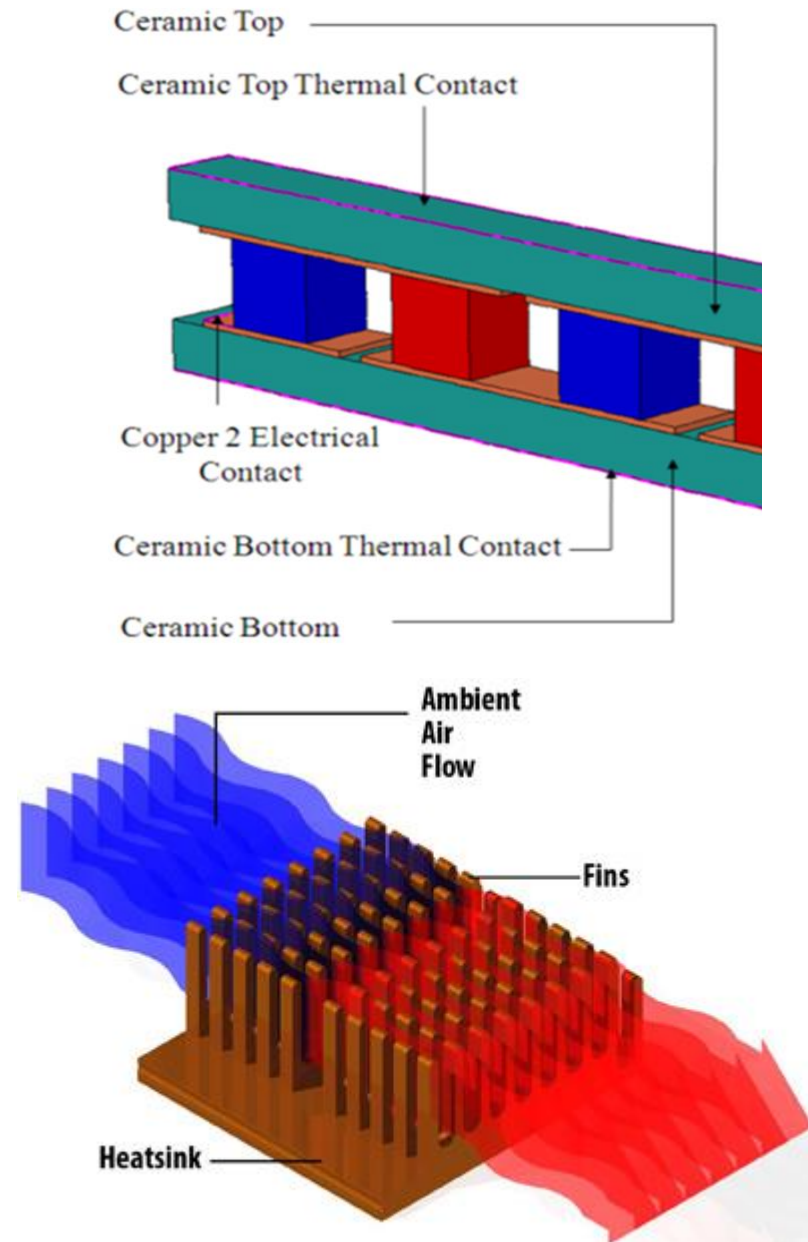 Ceramic Top
Ceramic Top Thermal Contact
Copper 2 Electrical
Contact
Ceramic Bottom Thermal Contact
Ceramic Bottom
Ambient
Air
Flow
Fins
Heatsink